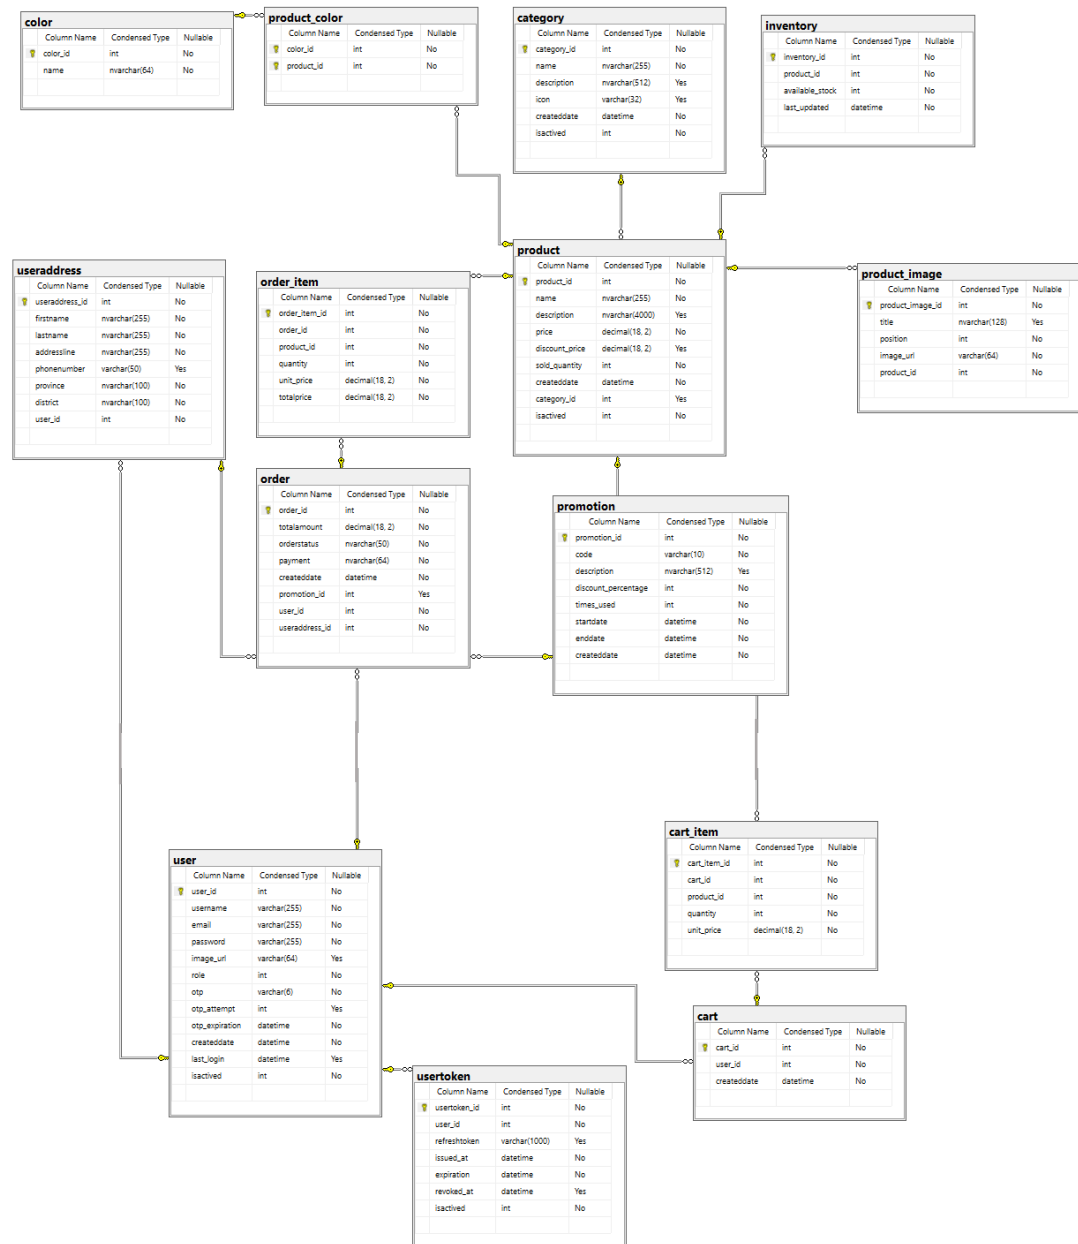 color
Column Name Condensed Type Nullable
color_id int No
name nvarchar(64) No
product_color
Column Name Condensed Type Nullable
color_id int No
product_id int No
category
Column Name Condensed Type Nullable
category_id int No
name nvarchar(255) No
description nvarchar(512) Yes
icon varchar(32) Yes
createddate datetime No
isactived int No
inventory
Column Name Condensed Type Nullable
inventory_id int No
product_id int No
available_stock int No
last_updated datetime No
useraddress
Column Name Condensed Type Nullable
useraddress_id int No
firstname nvarchar(255) No
lastname nvarchar(255) No
addressline nvarchar(255) No
phonenumber varchar(50) Yes
province nvarchar(100) No
district nvarchar(100) No
user_id int No
order_item
Column Name Condensed Type Nullable
order_item_id int No
order_id int No
product_id int No
quantity int No
unit_price decimal(18, 2) No
totalprice decimal(18, 2) No
product
Column Name Condensed Type Nullable
product_id int No
name nvarchar(255) No
description nvarchar(4000) Yes
price decimal(18, 2) No
discount_price decimal(18, 2) Yes
sold_quantity int No
createddate datetime No
category_id int Yes
isactived int No
product_image
Column Name Condensed Type Nullable
product_image_id int No
title nvarchar(128) Yes
position int No
image_url varchar(64) No
product_id int No
order
Column Name Condensed Type Nullable
order_id int No
totalamount decimal(18, 2) No
orderstatus nvarchar(50) No
payment nvarchar(64) No
createddate datetime No
promotion_id int Yes
user_id int No
useraddress_id int No
promotion
Column Name Condensed Type Nullable
promotion_id int No
code varchar(10) No
description nvarchar(512) Yes
discount_percentage int No
times_used int No
startdate datetime No
enddate datetime No
createddate datetime No
user
Column Name Condensed Type Nullable
user_id int No
username varchar(255) No
email varchar(255) No
password varchar(255) No
image_url varchar(64) Yes
role int No
otp varchar(6) No
otp_attempt int Yes
otp_expiration datetime No
createddate datetime No
last_login datetime Yes
isactived int No
cart_item
Column Name Condensed Type Nullable
cart_item_id int No
cart_id int No
product_id int No
quantity int No
unit_price decimal(18, 2) No
cart
Column Name Condensed Type Nullable
cart_id int No
user_id int No
createddate datetime No
usertoken
Column Name Condensed Type Nullable
usertoken_id int No
user_id int No
refreshtoken varchar(1000) Yes
issued_at datetime No
expiration datetime No
revoked_at datetime Yes
isactived int No